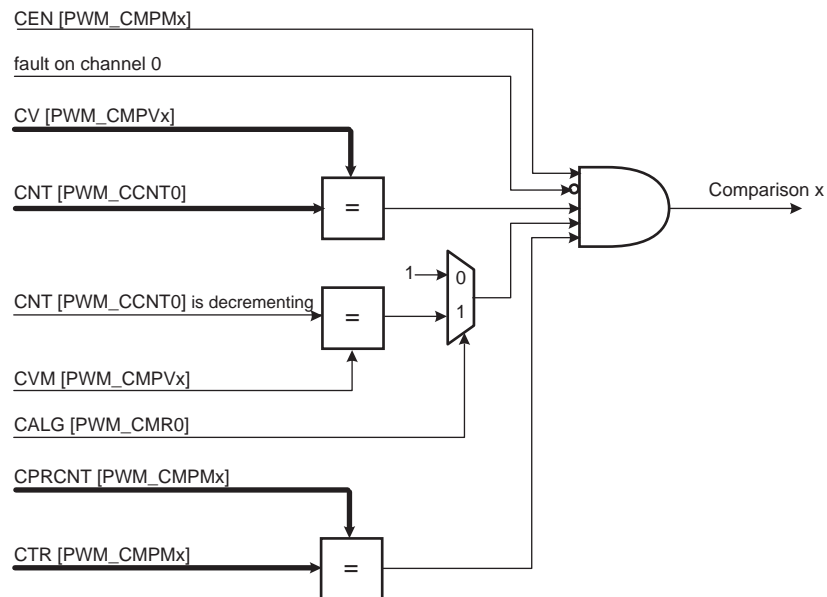 CEN [PWM_CMPMx]
fault on channel 0
CV [PWM_CMPVx]
CNT [PWM_CCNT0]
=
Comparison x
1
0
CNT [PWM_CCNT0] is decrementing
=
1
CVM [PWM_CMPVx]
CALG [PWM_CMR0]
CPRCNT [PWM_CMPMx]
CTR [PWM_CMPMx]
=